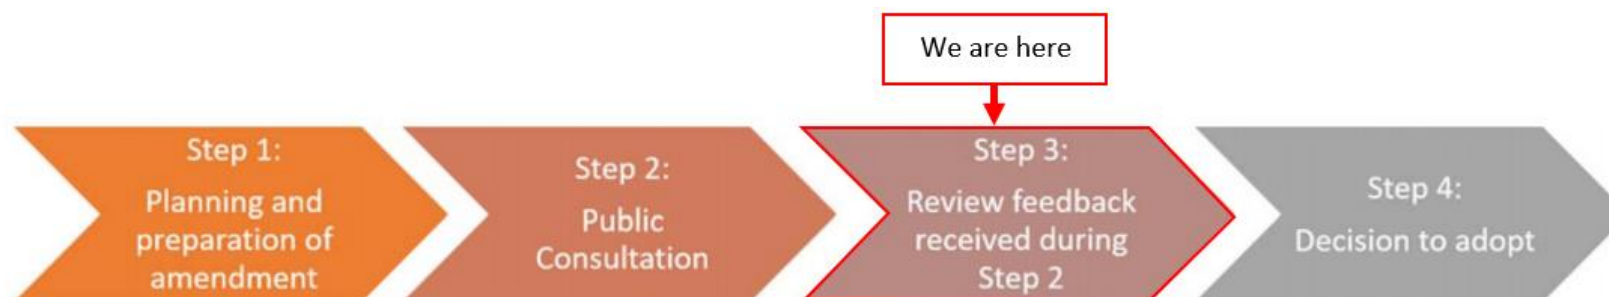 We are here
Step 1:
Planning and
preparation of
amendment
Step 2:
Public
Consultation
Step 3:
Review feedback
received during
Step 2
Step 4:
Decision to adopt